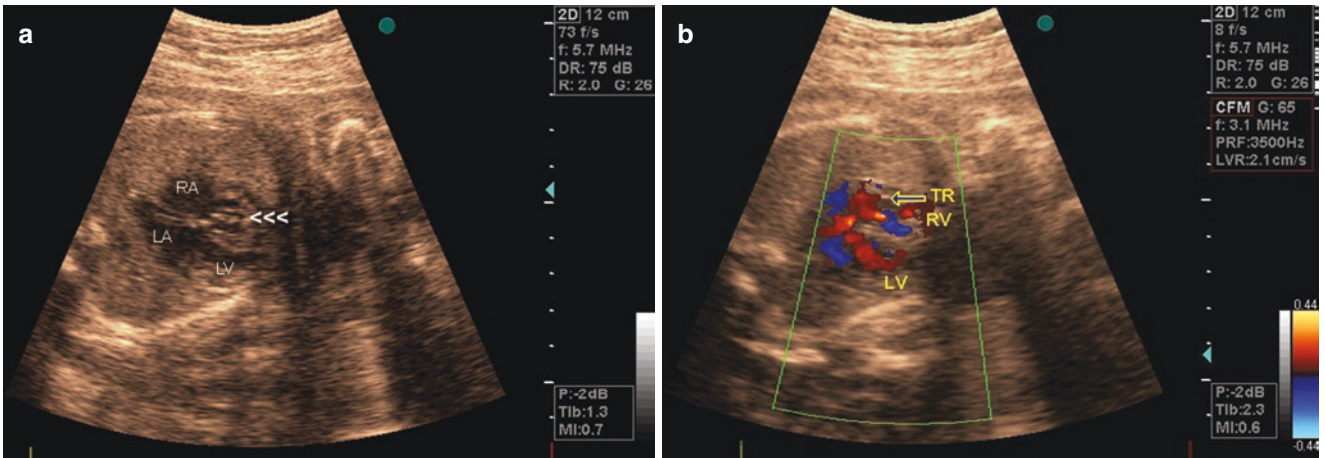 a
2D 12 cm
73 f/s
f: 5.7 MHz
DR: 75 dB
R: 2.0 G: 26
RA
<<<
LA
LV
P:-2dB
TIb:1.3
MI:0.7
b
2D 12 cm
8 f/s
f: 5.7 MHz
DR: 75 dB
R: 2.0 G: 26
CFM G: 65
f: 3.1 MHz
PRF:3500Hz
LVR:2.1cm/s
TR
RV
LV
0.44
P:-2dB
TIb:2.3
MI:0.6
-0.44